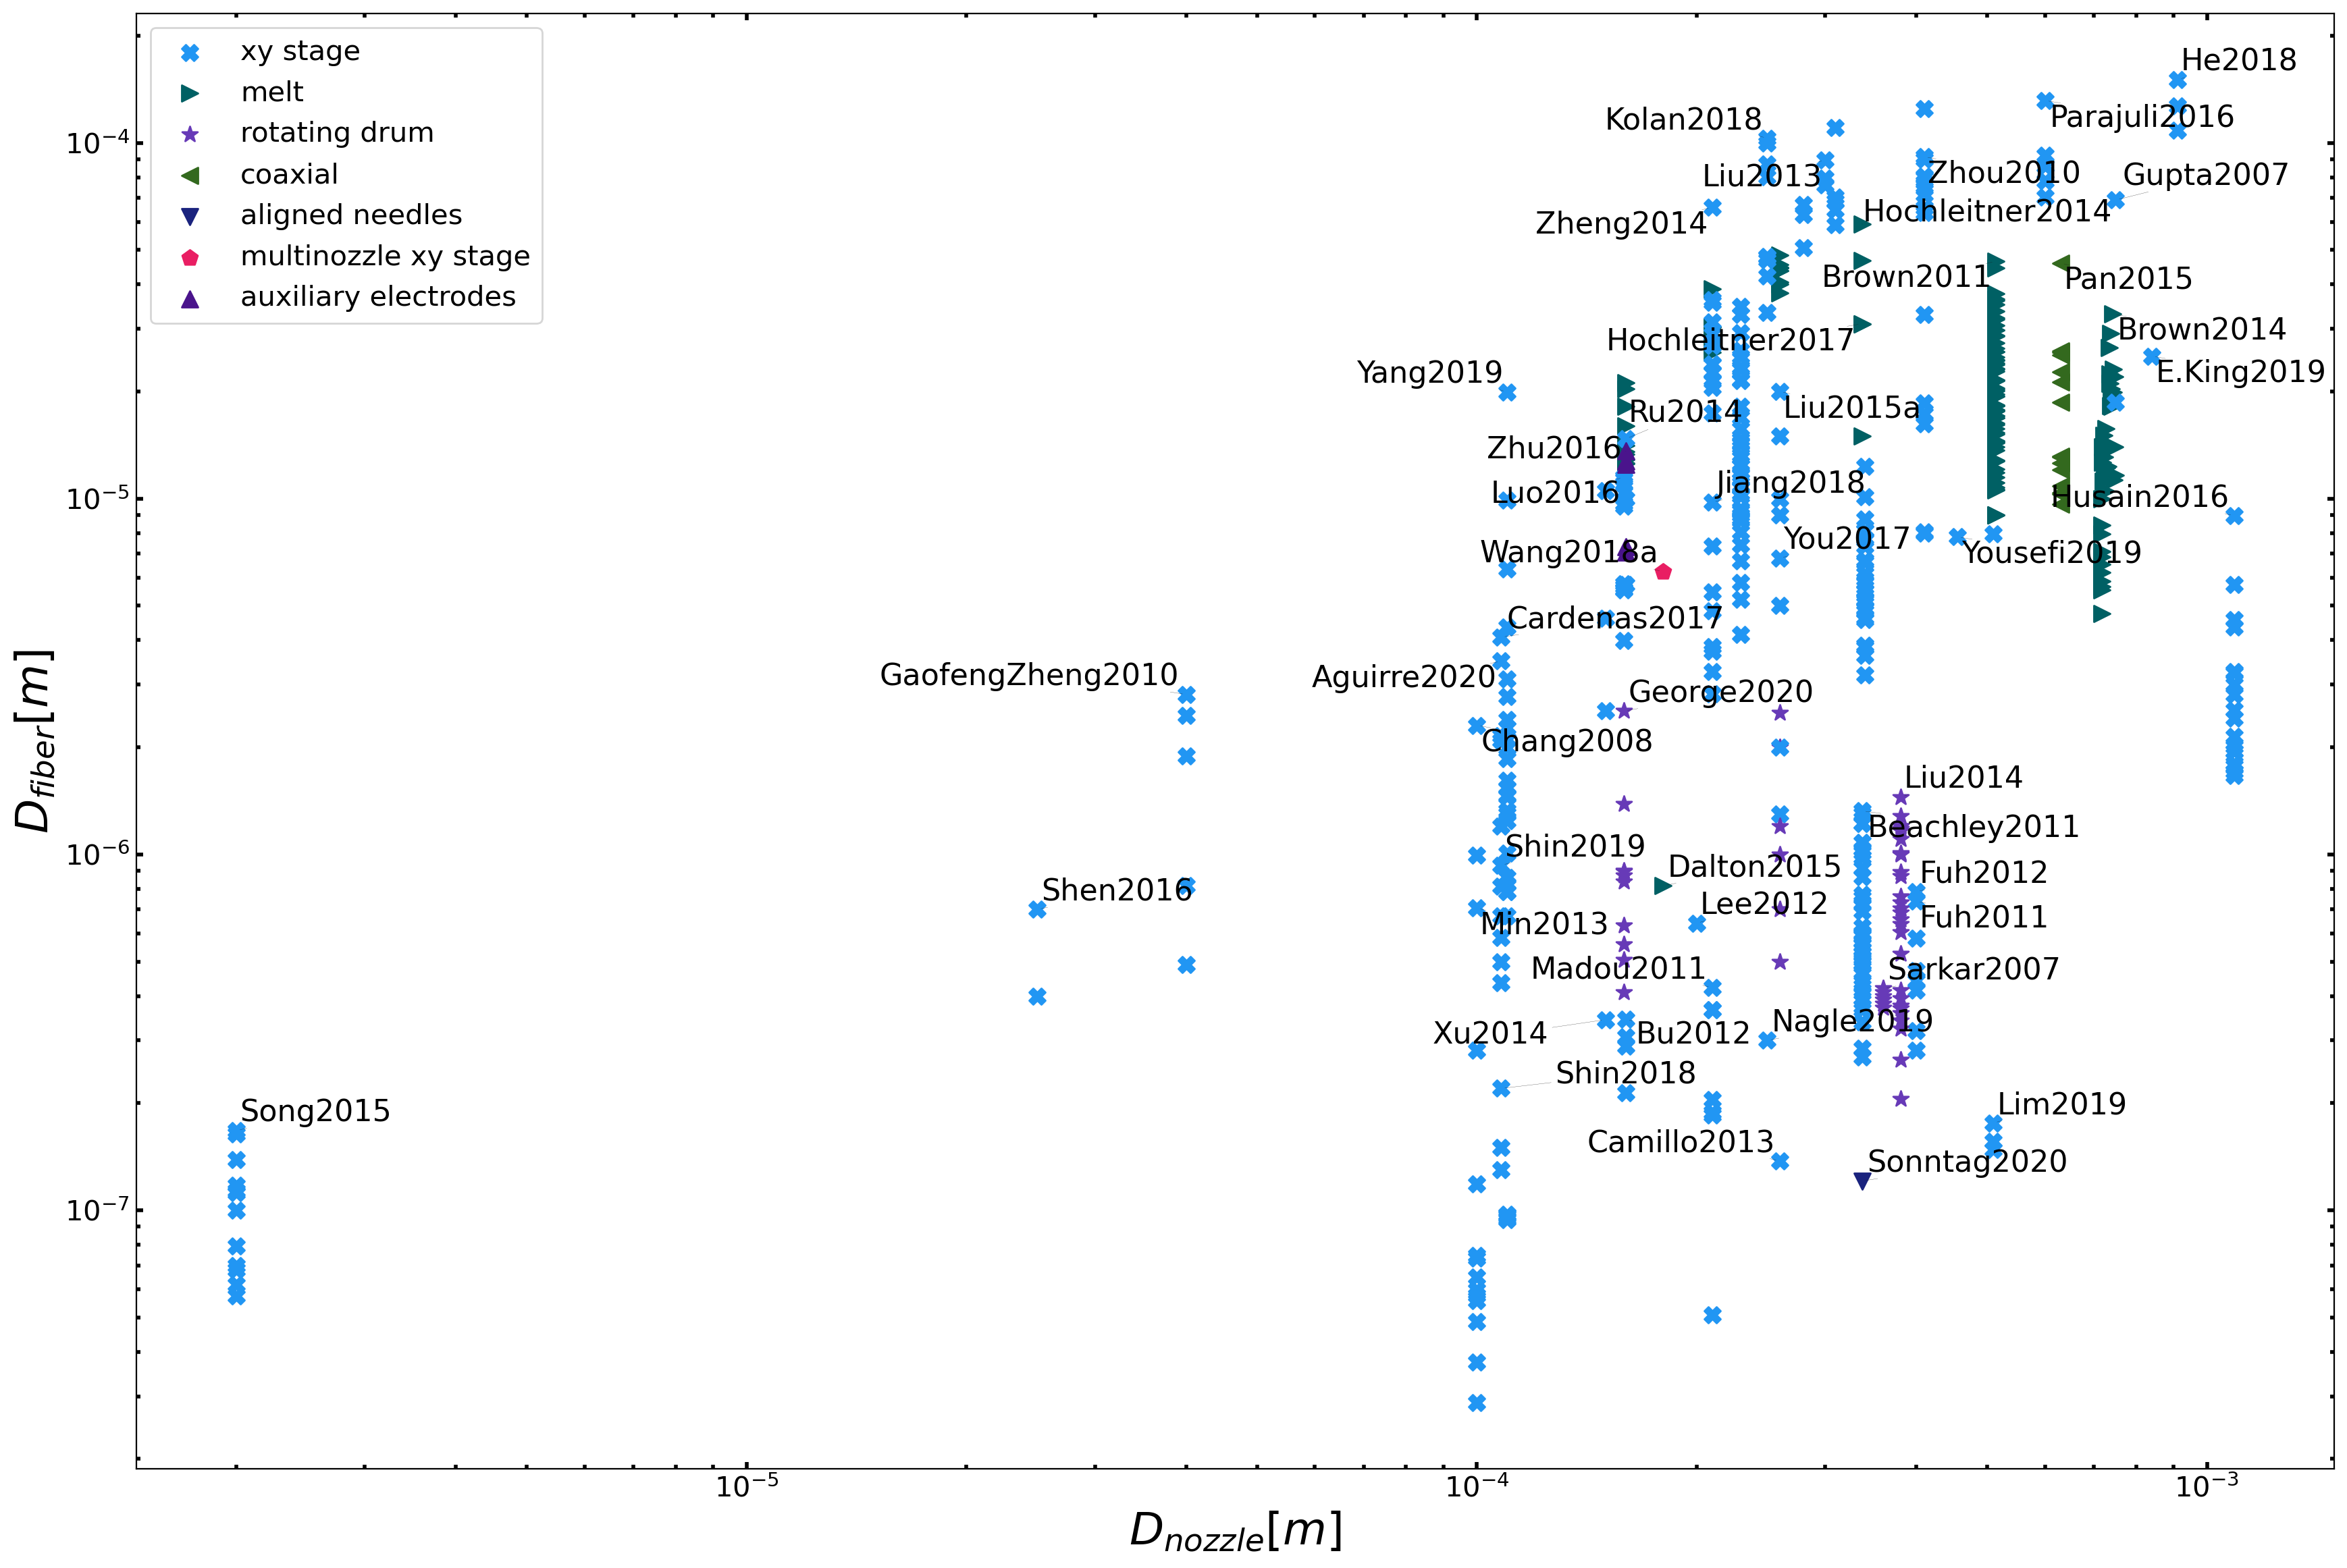 xy stage
melt
rotating drum
coaxial
aligned needles
multinozzle xy stage
auxiliary electrodes
He2018
Kolan2018
Parajuli2016
Liu2013
Zhou2010
Gupta2007
Zheng2014
Hochleitner2014
Brown2011
Pan2015
Hochleitner2017
Brown2014
Yang2019
E.King2019
Ru2014
Liu2015a
Zhu2016
Luo2016
Jiang2018
Husain2016
Wang2018a
You2017
Yousefi2019
Cardenas2017
GaofengZheng2010
Aguirre2020
George2020
Chang2008
Liu2014
Beachley2011
Shin2019
Dalton2015
Fuh2012
Shen2016
Lee2012
Min2013
Fuh2011
Madou2011
Sarkar2007
Xu2014
Bu2012
Nagle2019
Shin2018
Song2015
Lim2019
Camillo2013
Sonntag2020
10⁻⁴
10⁻⁵
10⁻⁶
10⁻⁷
D_fiber[m]
10⁻⁵ 10⁻⁴ 10⁻³
D_nozzle[m]